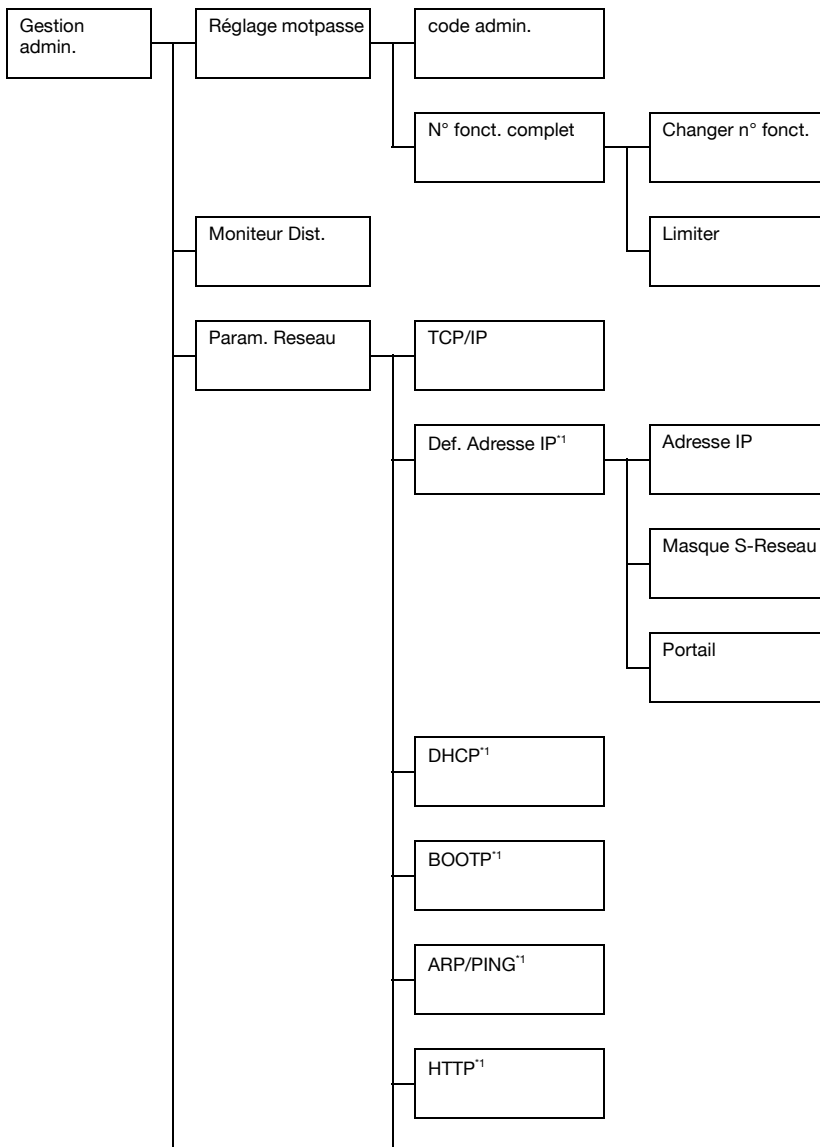 Gestion
admin.
Réglage motpasse
code admin.
N° fonct. complet
Changer n° fonct.
Limiter
Moniteur Dist.
Param. Reseau
TCP/IP
Def. Adresse IP*1
Adresse IP
Masque S-Reseau
Portail
DHCP*1
BOOTP*1
ARP/PING*1
HTTP*1